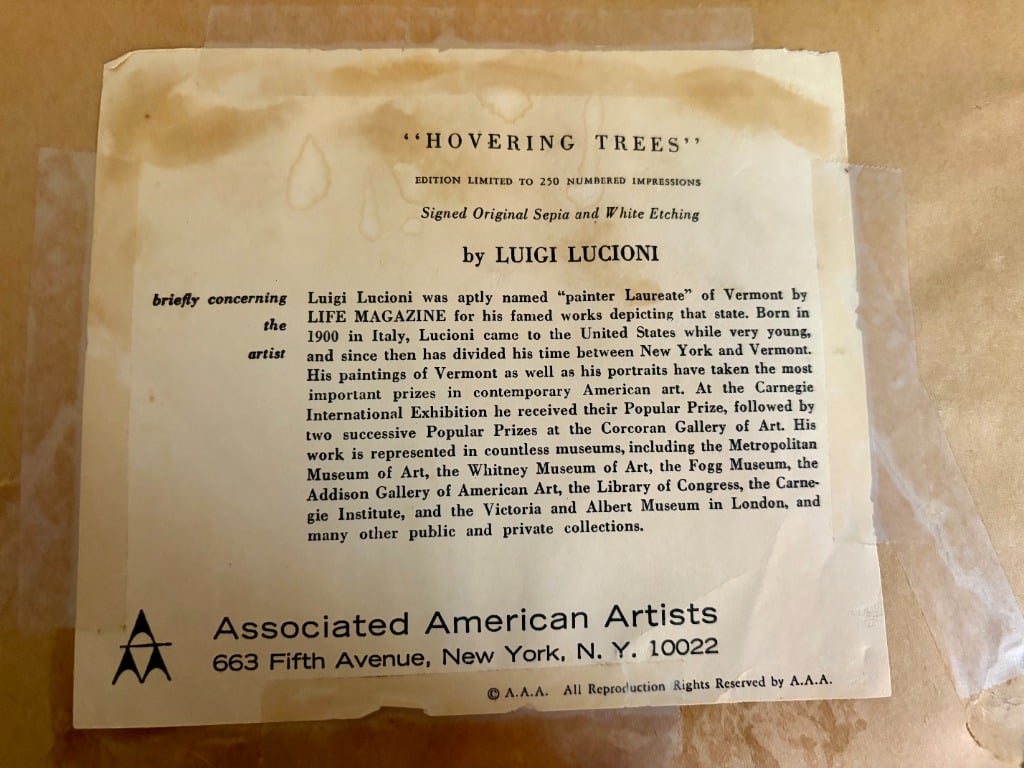 “HOVERING TREES”
EDITION LIMITED TO 250 NUMBERED IMPRESSIONS
Signed Original Sepia and White Etching
by LUIGI LUCIONI
briefly concerning
the
artist
Luigi Lucioni was aptly named “painter Laureate” of Vermont by
LIFE MAGAZINE for his famed works depicting that state. Born in
1900 in Italy, Lucioni came to the United States while very young,
and since then has divided his time between New York and Vermont.
His paintings of Vermont as well as his portraits have taken the most
important prizes in contemporary American art. At the Carnegie
International Exhibition he received their Popular Prize, followed by
two successive Popular Prizes at the Corcoran Gallery of Art. His
work is represented in countless museums, including the Metropolitan
Museum of Art, the Whitney Museum of Art, the Fogg Museum, the
Addison Gallery of American Art, the Library of Congress, the Carne-
gie Institute, and the Victoria and Albert Museum in London, and
many other public and private collections.
Associated American Artists
663 Fifth Avenue, New York, N. Y. 10022
© A.A.A. All Reproduction Rights Reserved by A.A.A.